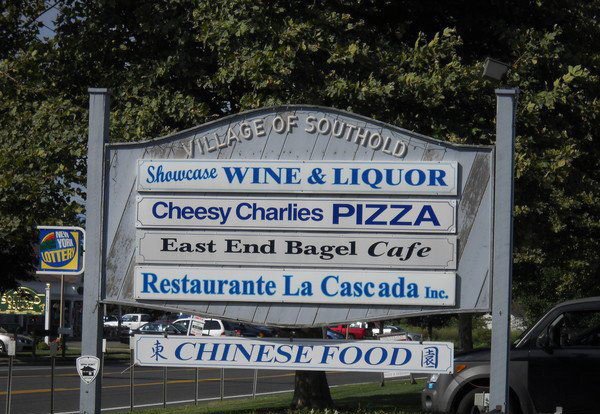 VILLAGE OF SOUTHOLD
Showcase WINE & LIQUOR
Cheesy Charlies PIZZA
East End Bagel Cafe
Restaurante La Cascada Inc.
東 CHINESE FOOD 園
NEW
YORK
LOTTERY